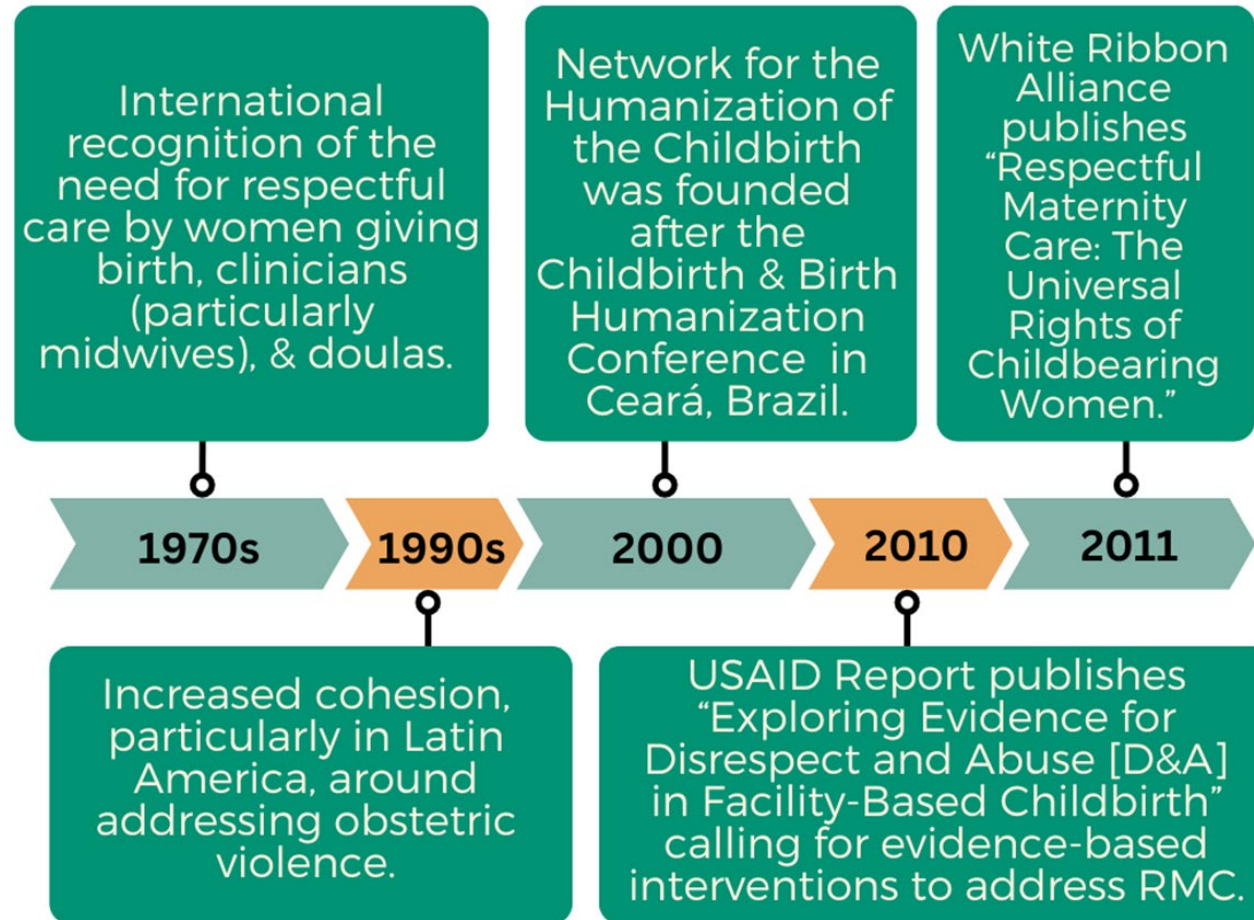 International
recognition of the
need for respectful
care by women giving
birth, clinicians
(particularly
midwives), & doulas.
Network for the
Humanization of
the Childbirth
was founded
after the
Childbirth & Birth
Humanization
Conference in
Ceará, Brazil.
White Ribbon
Alliance
publishes
“Respectful
Maternity
Care: The
Universal
Rights of
Childbearing
Women.”
1970s
1990s
2000
2010
2011
Increased cohesion,
particularly in Latin
America, around
addressing obstetric
violence.
USAID Report publishes
“Exploring Evidence for
Disrespect and Abuse [D&A]
in Facility-Based Childbirth”
calling for evidence-based
interventions to address RMC.